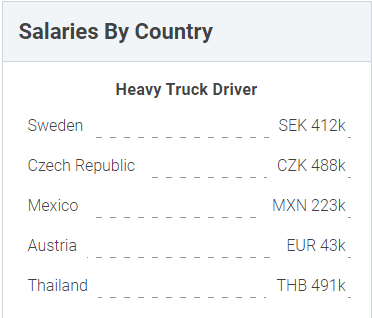 Salaries By Country
Heavy Truck Driver
Sweden SEK 412k
Czech Republic CZK 488k
Mexico MXN 223k
Austria EUR 43k
Thailand THB 491k